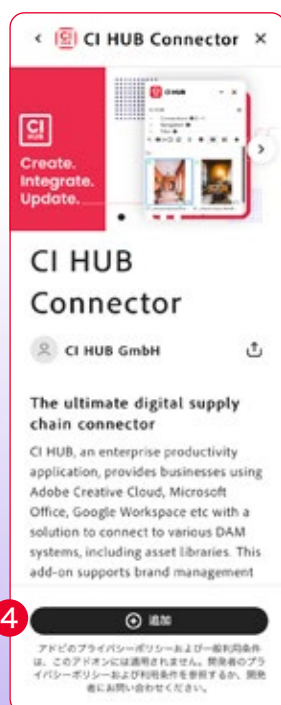 CI HUB Connector
CI
HUB
Create.
Integrate.
Update.
CI HUB
CI HUB
Connector
CI HUB GmbH
The ultimate digital supply
chain connector
CI HUB, an enterprise productivity
application, provides businesses using
Adobe Creative Cloud, Microsoft
Office, Google Workspace etc with a
solution to connect to various DAM
systems, including asset libraries. This
add-on supports brand management
4
追加
アドビのプライバシーポリシーおよび一般利用条件
は、このアドオンには適用されません。開発者のプラ
イバシーポリシーおよび利用条件を参照するか、開発
者にお問い合わせください。